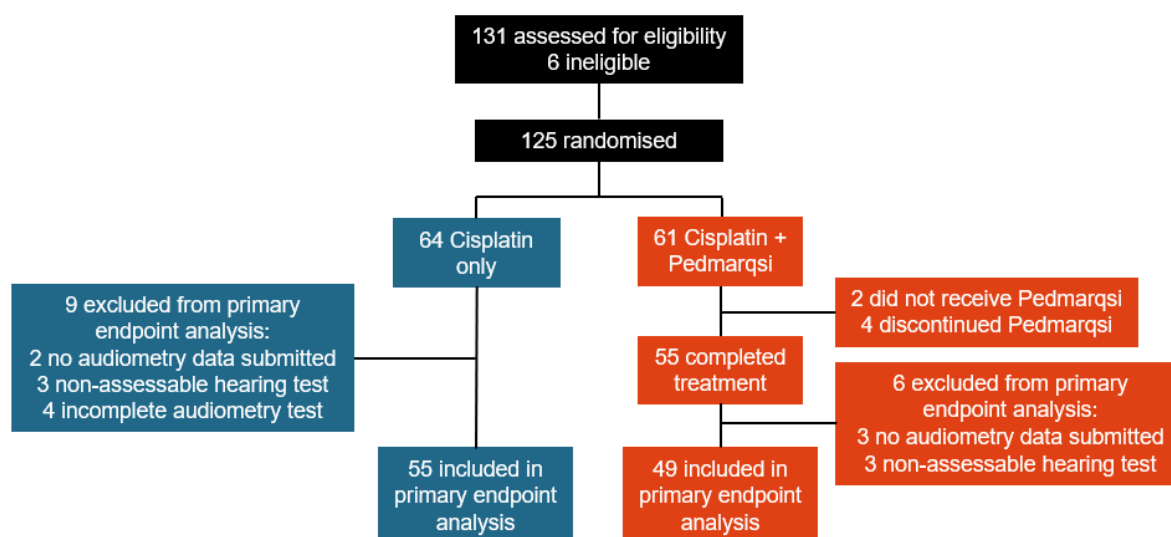 131 assessed for eligibility
6 ineligible
125 randomised
64 Cisplatin
only
61 Cisplatin +
Pedmarqsi
9 excluded from primary
endpoint analysis:
2 no audiometry data submitted
3 non-assessable hearing test
4 incomplete audiometry test
2 did not receive Pedmarqsi
4 discontinued Pedmarqsi
55 completed
treatment
6 excluded from primary
endpoint analysis:
3 no audiometry data submitted
3 non-assessable hearing test
55 included in
primary endpoint
analysis
49 included in
primary endpoint
analysis